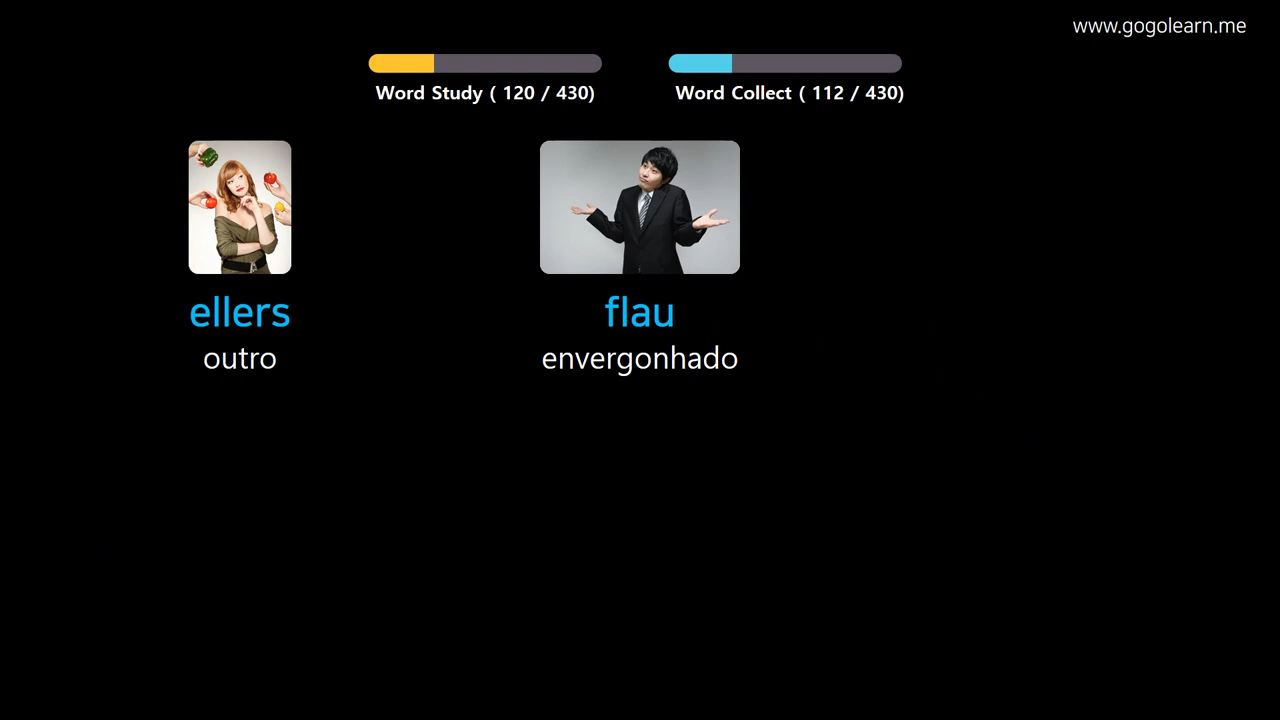 www.gogolearn.me
Word Study ( 120 / 430)
Word Collect ( 112 / 430)
ellers
outro
flau
envergonhado